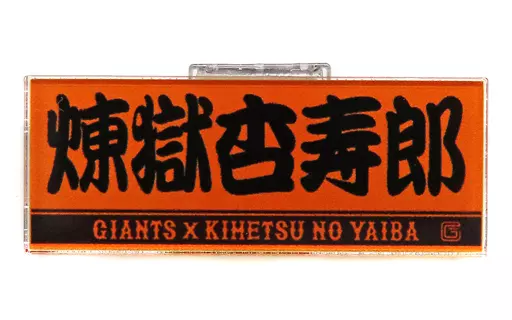 煉獄杏寿郎
GIANTS x KIHETSU NO YAIBA G